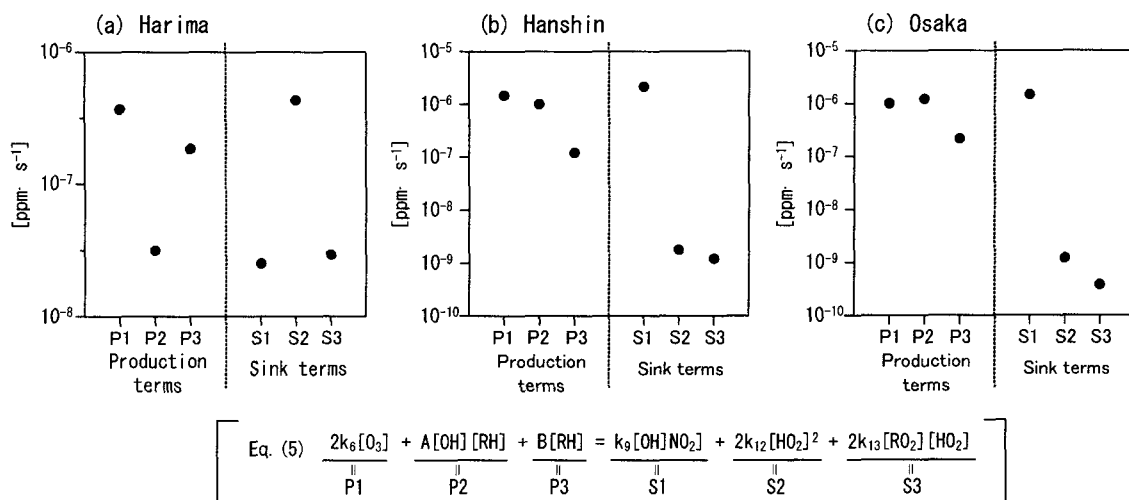 (a) Harima
(b) Hanshin
(c) Osaka
10⁻⁶
10⁻⁷
10⁻⁸
[ppm· s⁻¹]
P1 P2 P3 S1 S2 S3
Production terms
Sink terms
10⁻⁵
10⁻⁶
10⁻⁷
10⁻⁸
10⁻⁹
10⁻¹⁰
[ppm· s⁻¹]
P1 P2 P3 S1 S2 S3
Production terms
Sink terms
10⁻⁵
10⁻⁶
10⁻⁷
10⁻⁸
10⁻⁹
10⁻¹⁰
[ppm· s⁻¹]
P1 P2 P3 S1 S2 S3
Production terms
Sink terms
Eq. (5) 2k₆[O₃] + A[OH][RH] + B[RH] = k₉[OH]NO₂] + 2k₁₂[HO₂]² + 2k₁₃[RO₂][HO₂]
P1 P2 P3 S1 S2 S3